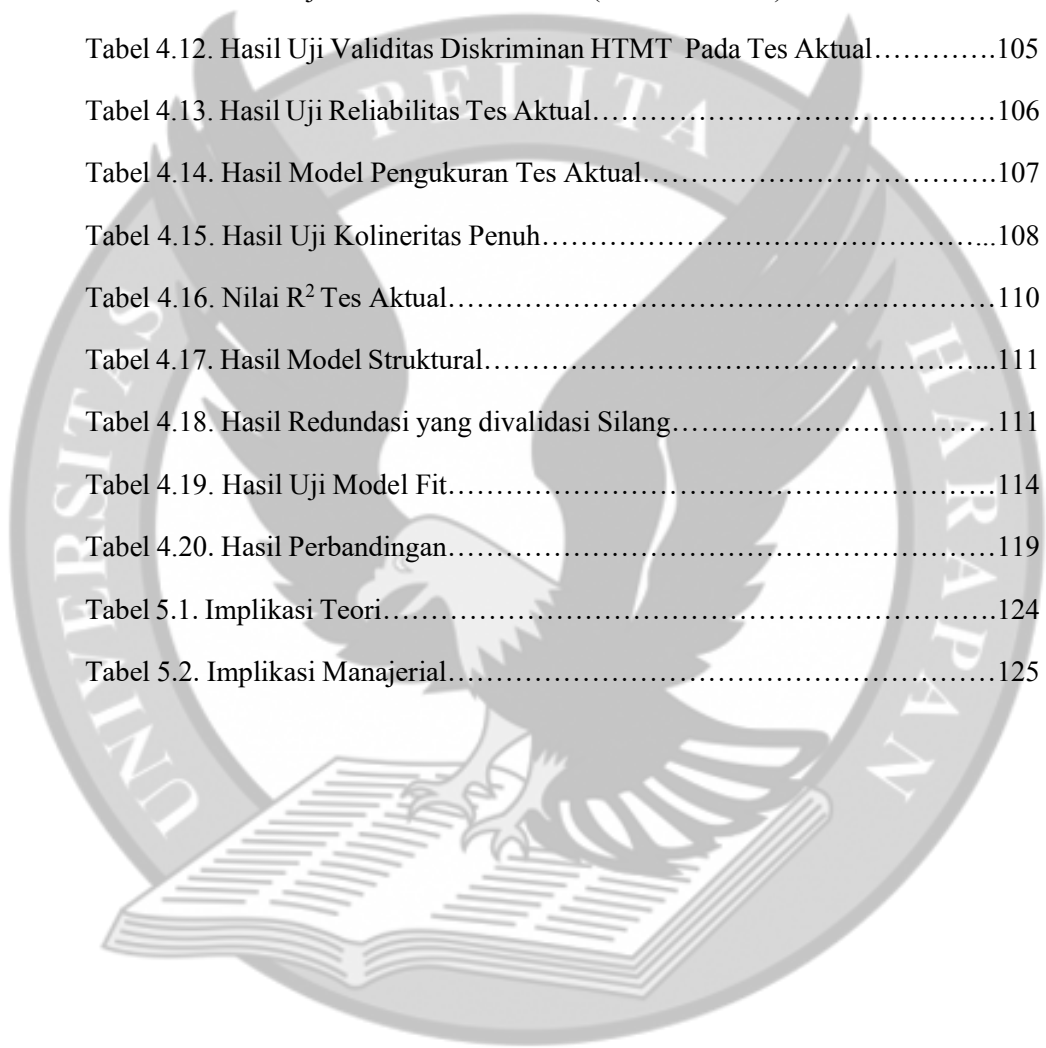 Tabel 4.12. Hasil Uji Validitas Diskriminan HTMT Pada Tes Aktual………….105
Tabel 4.13. Hasil Uji Reliabilitas Tes Aktual…………………………………106
Tabel 4.14. Hasil Model Pengukuran Tes Aktual…………………………….107
Tabel 4.15. Hasil Uji Kolineritas Penuh…………………………………...108
Tabel 4.16. Nilai R² Tes Aktual………………………………………………110
Tabel 4.17. Hasil Model Struktural…………………………………………...111
Tabel 4.18. Hasil Redundasi yang divalidasi Silang…………………………111
Tabel 4.19. Hasil Uji Model Fit………………………………………………114
Tabel 4.20. Hasil Perbandingan………………………………………………119
Tabel 5.1. Implikasi Teori……………………………………………………124
Tabel 5.2. Implikasi Manajerial………………………………………………125
UNIVERSITAS PELITA HARAPAN